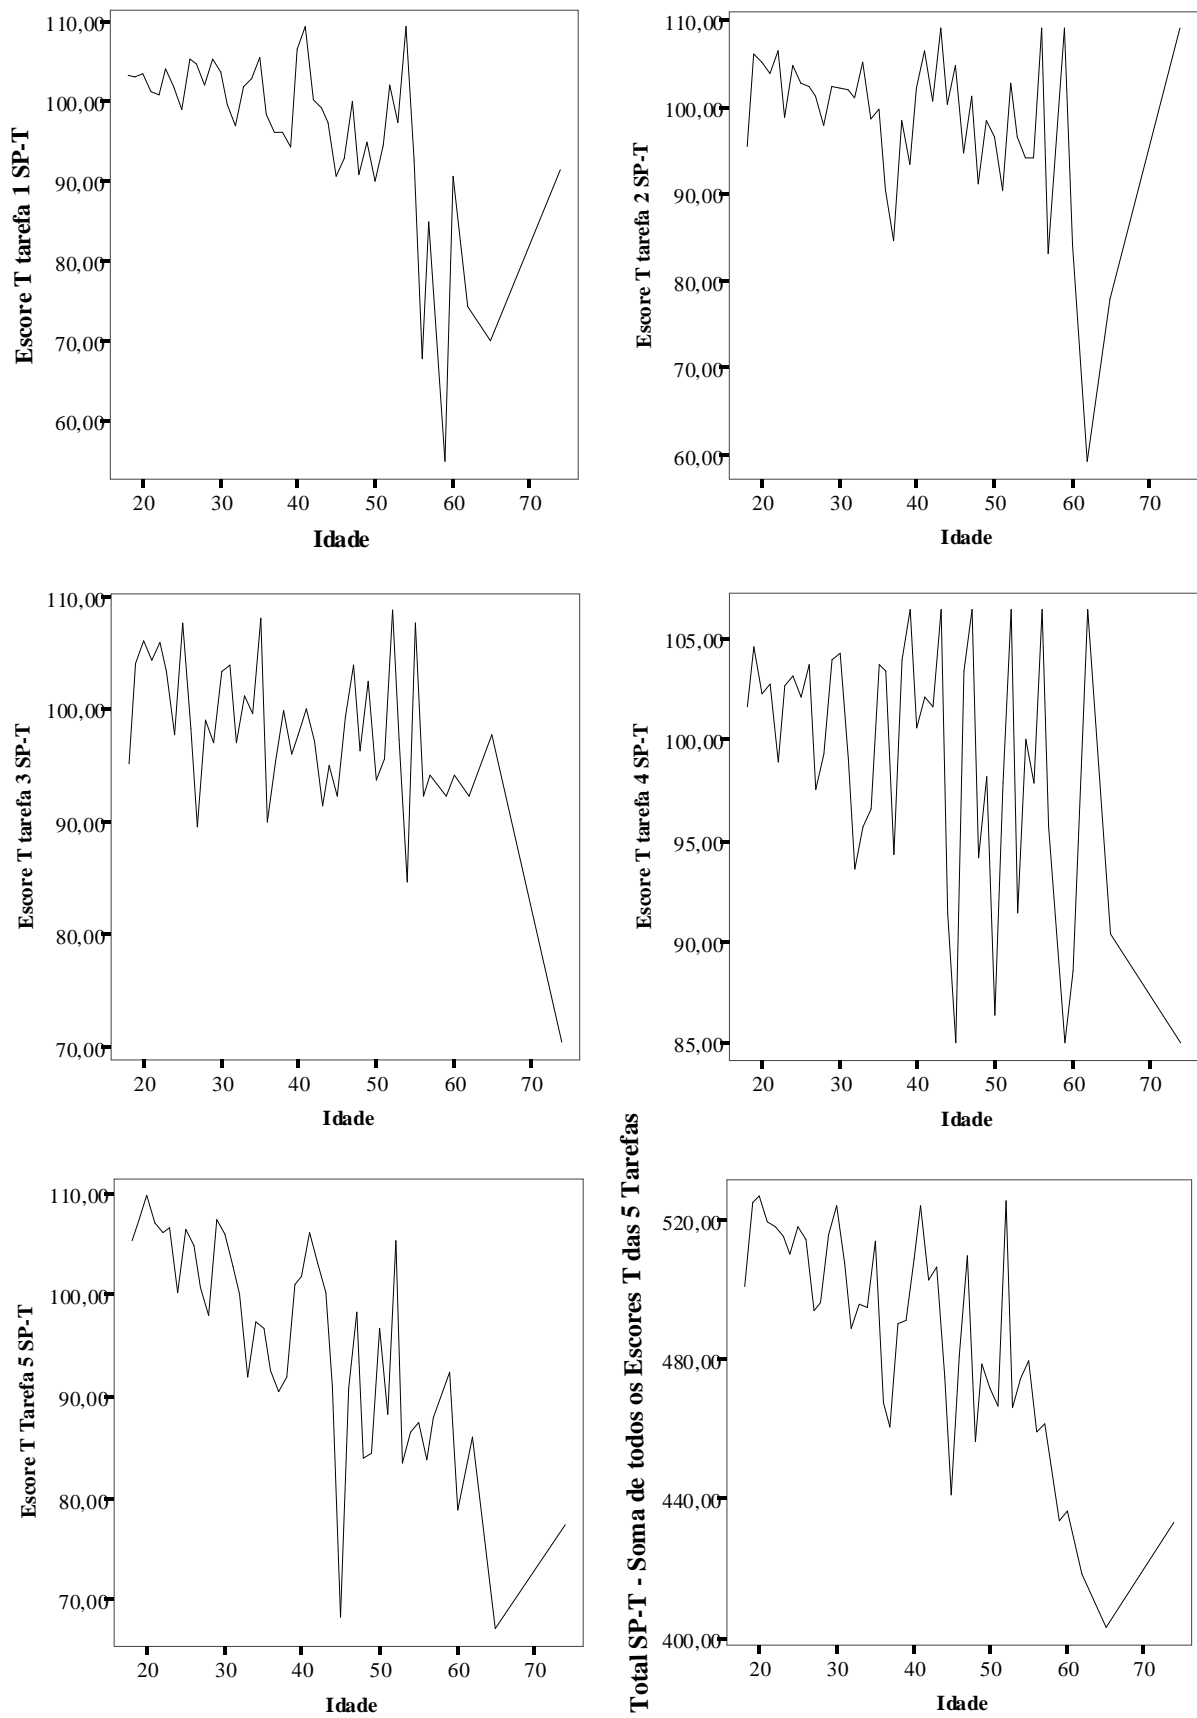 Escore T tarefa 1 SP-T
110,00
100,00
90,00
80,00
70,00
60,00
20 30 40 50 60 70
Idade
Escore T tarefa 2 SP-T
110,00
100,00
90,00
80,00
70,00
60,00
20 30 40 50 60 70
Idade
Escore T tarefa 3 SP-T
110,00
100,00
90,00
80,00
70,00
20 30 40 50 60 70
Idade
Escore T tarefa 4 SP-T
105,00
100,00
95,00
90,00
85,00
20 30 40 50 60 70
Idade
Escore T Tarefa 5 SP-T
110,00
100,00
90,00
80,00
70,00
20 30 40 50 60 70
Idade
Total SP-T - Soma de todos os Escores T das 5 Tarefas
520,00
480,00
440,00
400,00
20 30 40 50 60 70
Idade